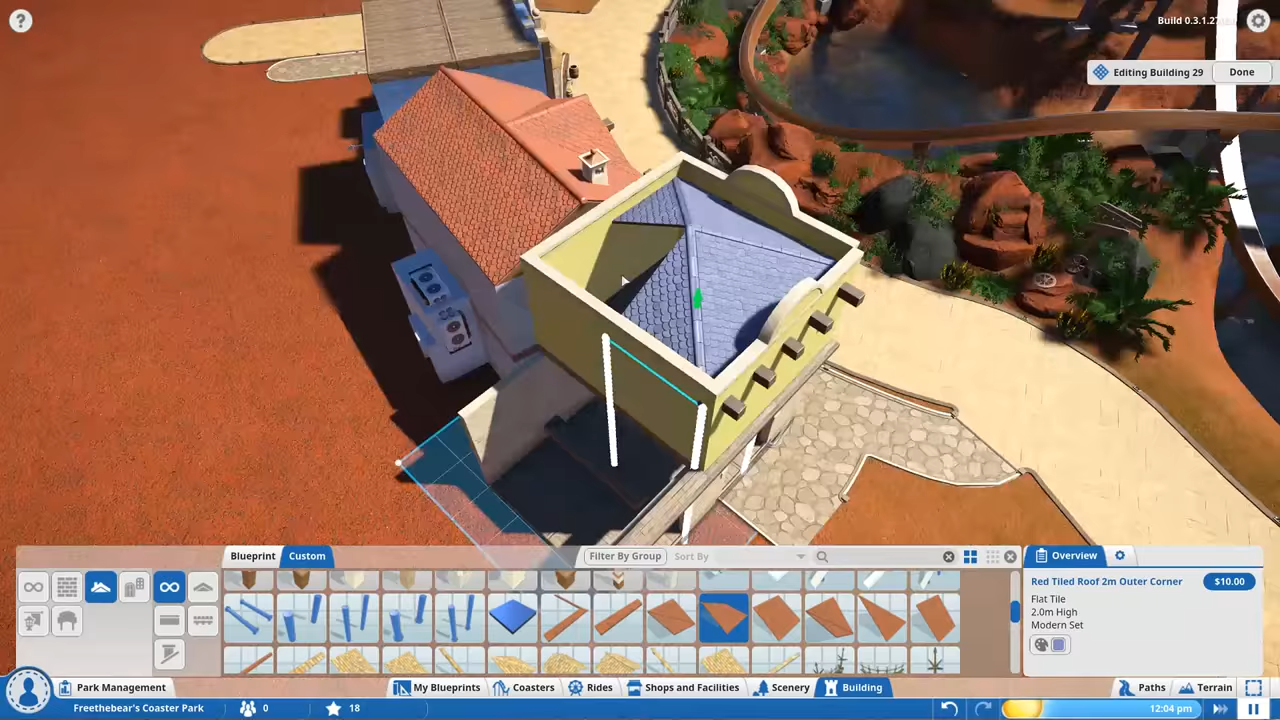 ?
Build 0.3.1.2
Editing Building 29
Done
Blueprint
Custom
Filter By Group
Sort By
Overview
Red Tiled Roof 2m Outer Corner
$10.00
Flat Tile
2.0m High
Modern Set
Park Management
My Blueprints
Coasters
Rides
Shops and Facilities
Scenery
Building
Paths
Terrain
Freethebear's Coaster Park
0
18
12:04 pm